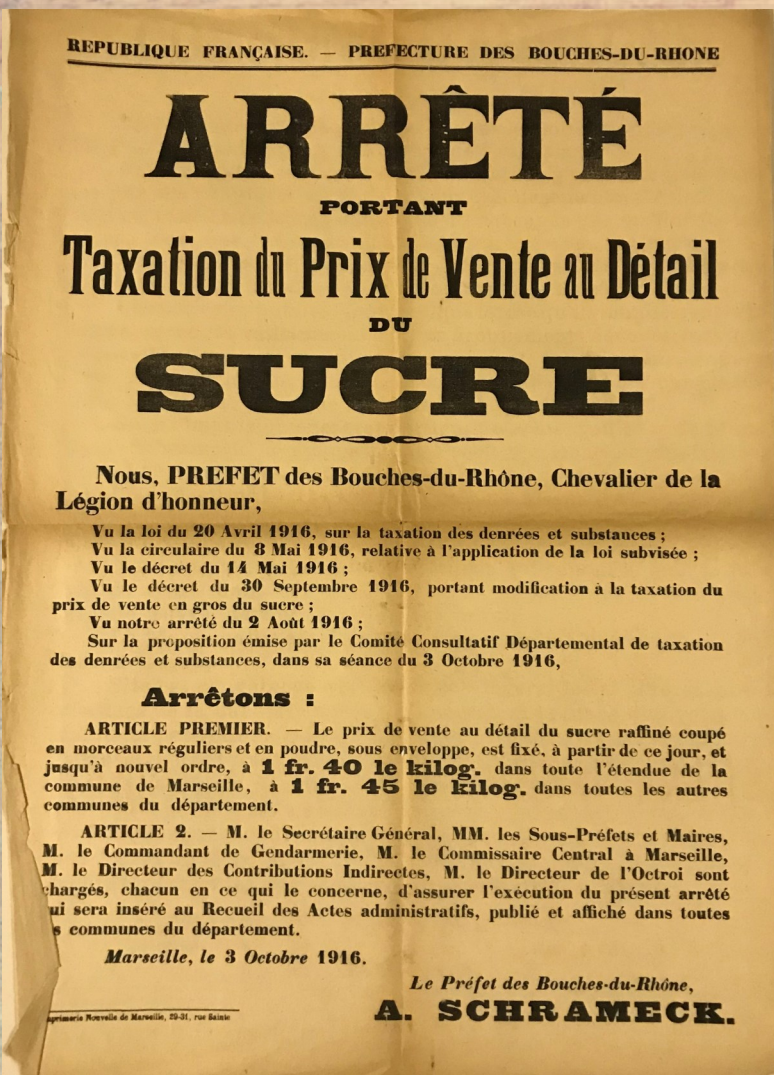 REPUBLIQUE FRANÇAISE. — PREFECTURE DES BOUCHES-DU-RHONE
ARRÊTÉ
PORTANT
Taxation du Prix de Vente au Détail
DU
SUCRE
Nous, PREFET des Bouches-du-Rhône, Chevalier de la
Légion d'honneur,
Vu la loi du 20 Avril 1916, sur la taxation des denrées et substances ;
Vu la circulaire du 8 Mai 1916, relative à l'application de la loi subvisée ;
Vu le décret du 14 Mai 1916 ;
Vu le décret du 30 Septembre 1916, portant modification à la taxation du
prix de vente en gros du sucre ;
Vu notre arrêté du 2 Août 1916 ;
Sur la proposition émise par le Comité Consultatif Départemental de taxation
des denrées et substances, dans sa séance du 3 Octobre 1916,
Arrêtons :
ARTICLE PREMIER. — Le prix de vente au détail du sucre raffiné coupé
en morceaux réguliers et en poudre, sous enveloppe, est fixé, à partir de ce jour, et
jusqu'à nouvel ordre, à 1 fr. 40 le kilog. dans toute l'étendue de la
commune de Marseille, à 1 fr. 45 le kilog. dans toutes les autres
communes du département.
ARTICLE 2. — M. le Secrétaire Général, MM. les Sous-Préfets et Maires,
M. le Commandant de Gendarmerie, M. le Commissaire Central à Marseille,
M. le Directeur des Contributions Indirectes, M. le Directeur de l'Octroi sont
chargés, chacun en ce qui le concerne, d'assurer l'exécution du présent arrêté
ui sera inséré au Recueil des Actes administratifs, publié et affiché dans toutes
s communes du département.
Marseille, le 3 Octobre 1916.
Le Préfet des Bouches-du-Rhône,
A. SCHRAMECK.
mprimerie Nouvelle de Marseille, 29-31, rue Sainte